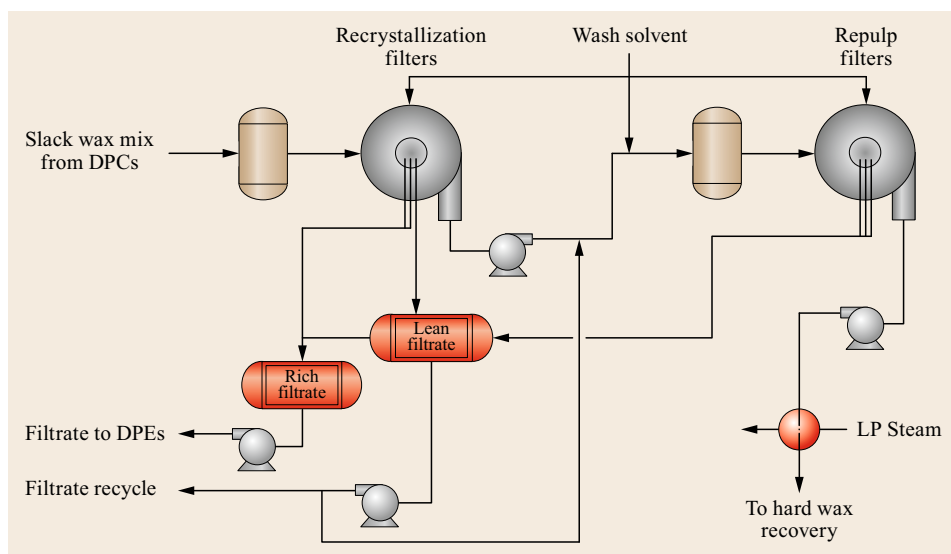 Recrystallization
filters
Wash solvent
Repulp
filters
Slack wax mix
from DPCs
Lean
filtrate
Rich
filtrate
Filtrate to DPEs
LP Steam
Filtrate recycle
To hard wax
recovery